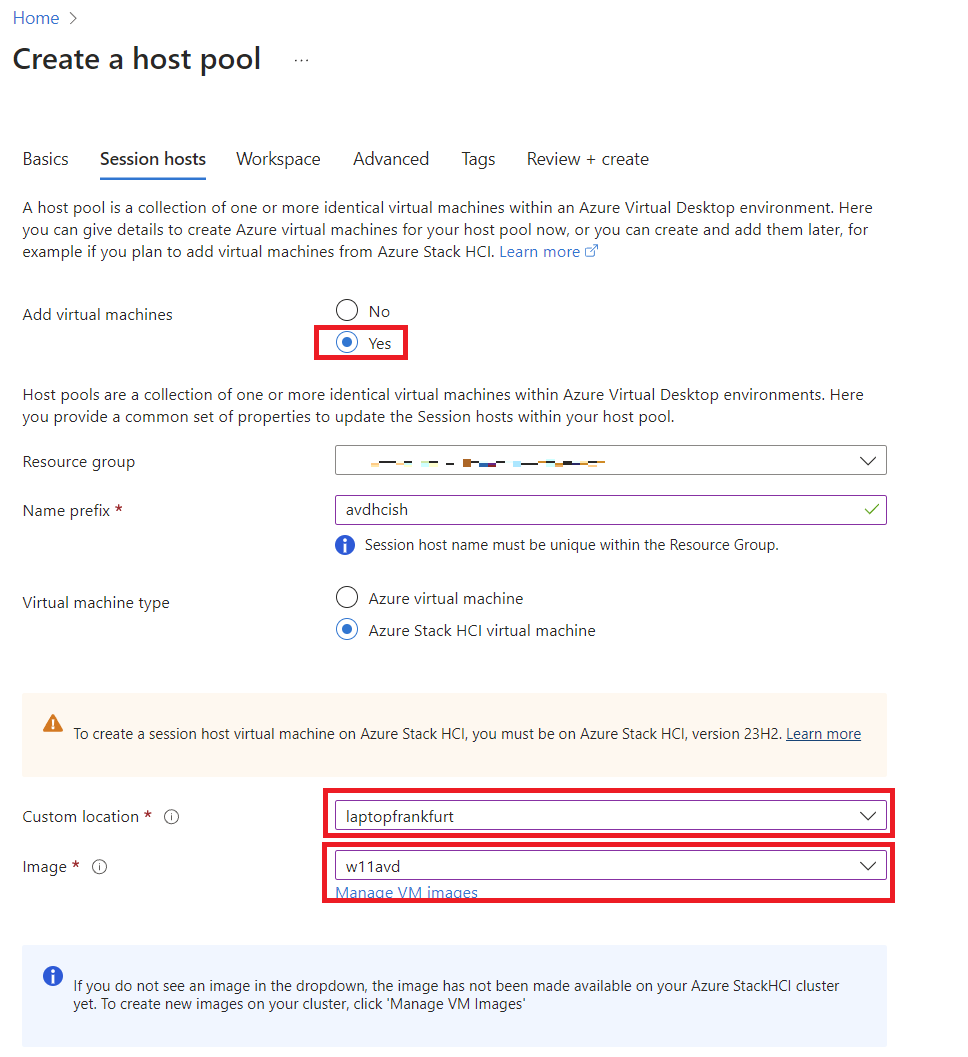 Home >
Create a host pool ...
Basics Session hosts Workspace Advanced Tags Review + create
A host pool is a collection of one or more identical virtual machines within an Azure Virtual Desktop environment. Here
you can give details to create Azure virtual machines for your host pool now, or you can create and add them later, for
example if you plan to add virtual machines from Azure Stack HCI. Learn more
Add virtual machines
No
Yes
Host pools are a collection of one or more identical virtual machines within Azure Virtual Desktop environments. Here
you provide a common set of properties to update the Session hosts within your host pool.
Resource group
Name prefix * avdhcish
Session host name must be unique within the Resource Group.
Virtual machine type
Azure virtual machine
Azure Stack HCI virtual machine
To create a session host virtual machine on Azure Stack HCI, you must be on Azure Stack HCI, version 23H2. Learn more
Custom location * laptopfrankfurt
Image * w11avd
Manage VM images
If you do not see an image in the dropdown, the image has not been made available on your Azure StackHCI cluster
yet. To create new images on your cluster, click 'Manage VM Images'